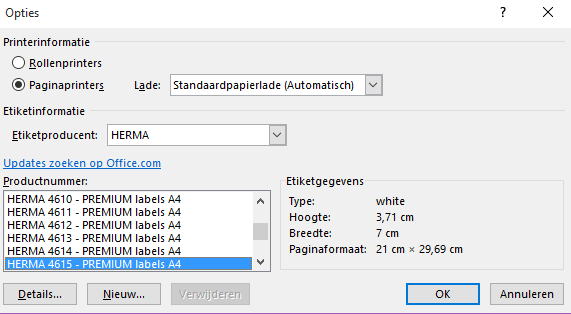 Opties
?
Printerinformatie
Rollenprinters
Paginaprinters Lade: Standaardpapierlade (Automatisch)
Etiketinformatie
Etiketproducent: HERMA
Updates zoeken op Office.com
Productnummer:
HERMA 4610 - PREMIUM labels A4
HERMA 4611 - PREMIUM labels A4
HERMA 4612 - PREMIUM labels A4
HERMA 4613 - PREMIUM labels A4
HERMA 4614 - PREMIUM labels A4
HERMA 4615 - PREMIUM labels A4
Etiketgegevens
Type: white
Hoogte: 3,71 cm
Breedte: 7 cm
Paginaformaat: 21 cm × 29,69 cm
Details... Nieuw... Verwijderen OK Annuleren